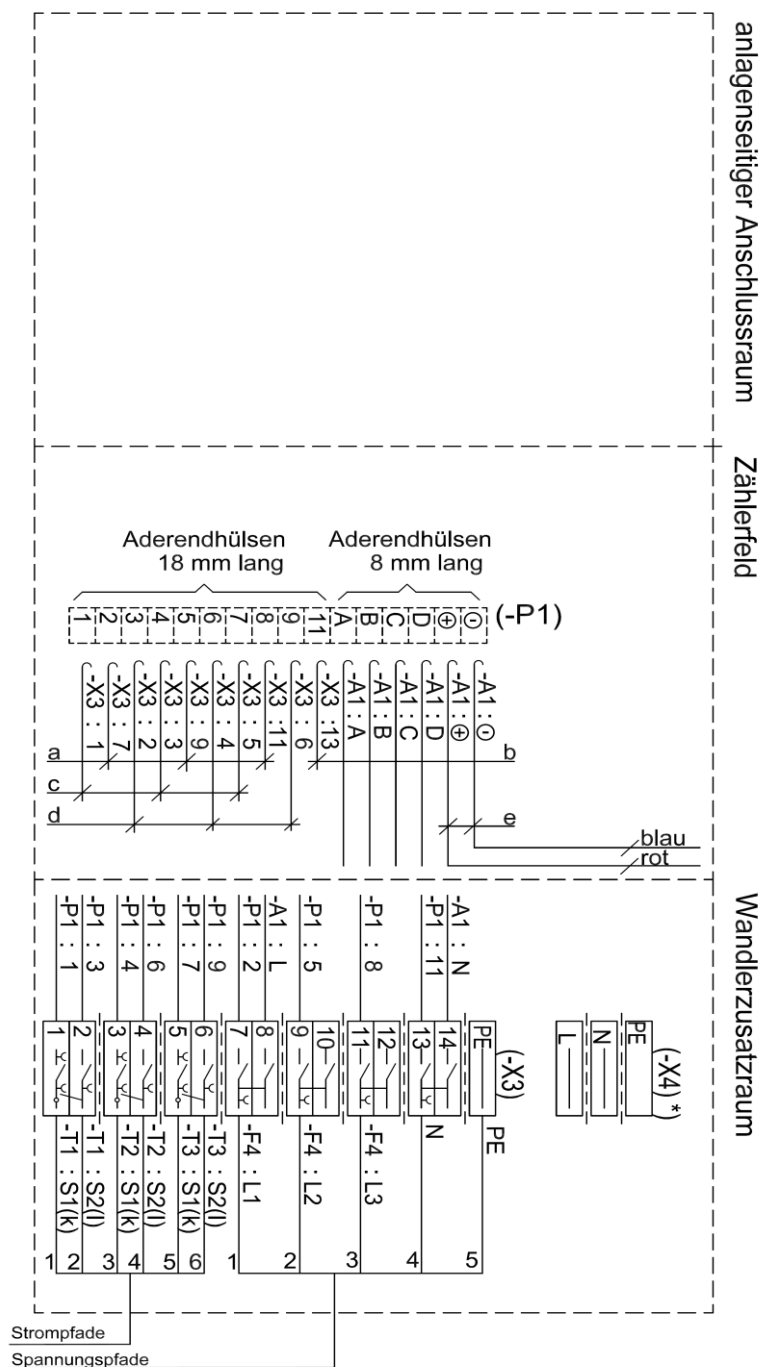 anlagenseitiger Anschlussraum
Zählerfeld
Aderendhülsen
18 mm lang
Aderendhülsen
8 mm lang
1 2 3 4 5 6 7 8 9 11 A B C D ⊕ ⊖ (-P1)
-X3 : 1
-X3 : 7
-X3 : 2
-X3 : 3
-X3 : 9
-X3 : 4
-X3 : 5
-X3 : 11
-X3 : 6
-X3 : 13
-A1 : A
-A1 : B
-A1 : C
-A1 : D
-A1 : ⊕
-A1 : ⊖
a
b
c
d
e
blau
rot
Wandlerzusatzraum
-P1 : 1
-P1 : 3
-P1 : 4
-P1 : 6
-P1 : 7
-P1 : 9
-P1 : 2
-A1 : L
-P1 : 5
-P1 : 8
-P1 : 11
-A1 : N
1 2 3 4 5 6 7 8 9 10 11 12 13 14 PE (-X3)
L N PE (-X4) *)
-T1 : S1(k)
-T1 : S2(l)
-T2 : S1(k)
-T2 : S2(l)
-T3 : S1(k)
-T3 : S2(l)
-F4 : L1
-F4 : L2
-F4 : L3
N
PE
1 2 3 4 5 6 1 2 3 4 5
Strompfade
Spannungspfade